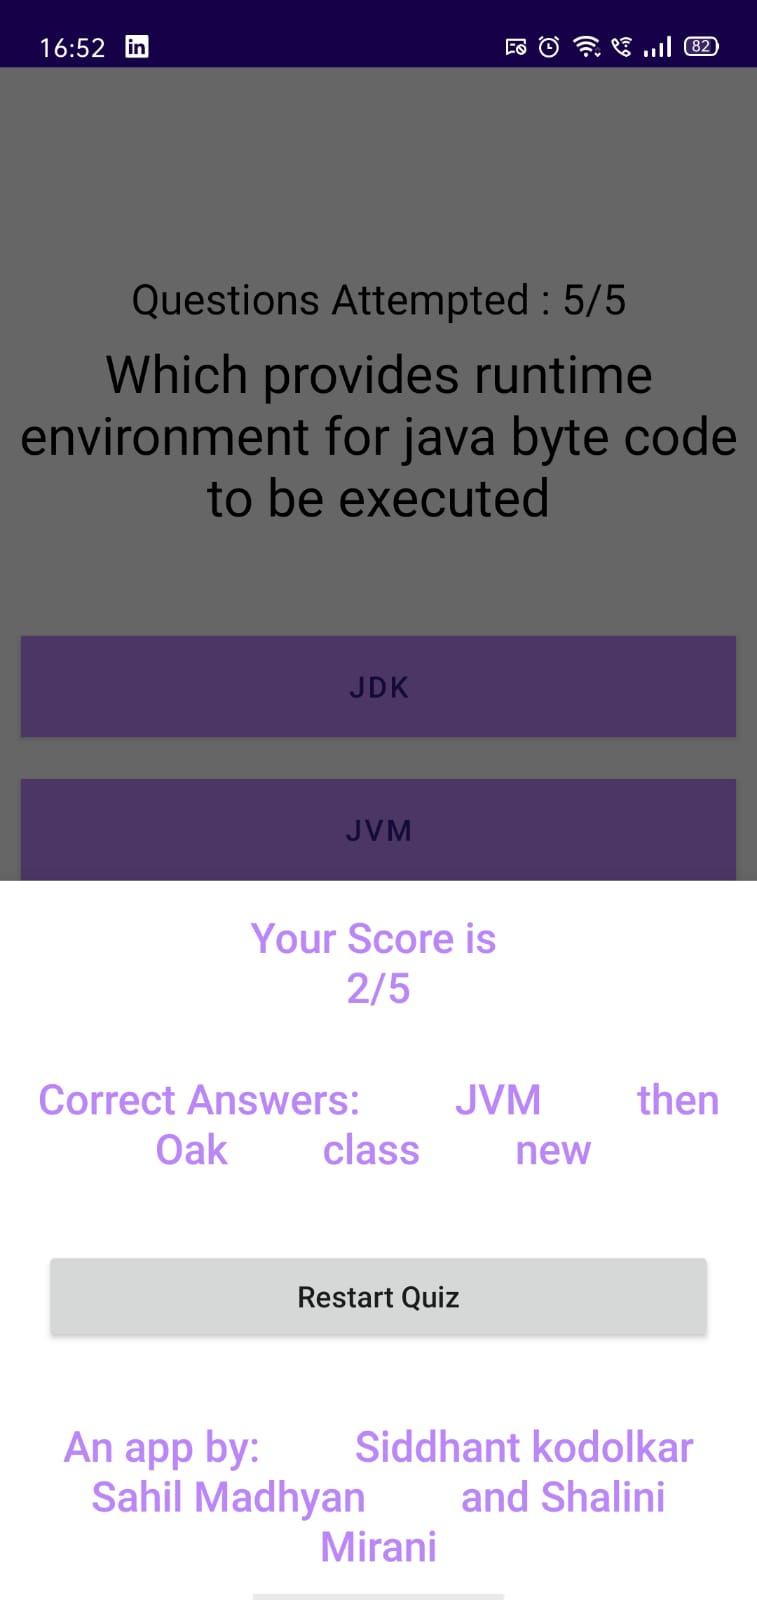 16:52 in 82
Questions Attempted : 5/5
Which provides runtime
environment for java byte code
to be executed
JDK
JVM
Your Score is
2/5
Correct Answers: JVM then
Oak class new
Restart Quiz
An app by: Siddhant kodolkar
Sahil Madhyan and Shalini
Mirani